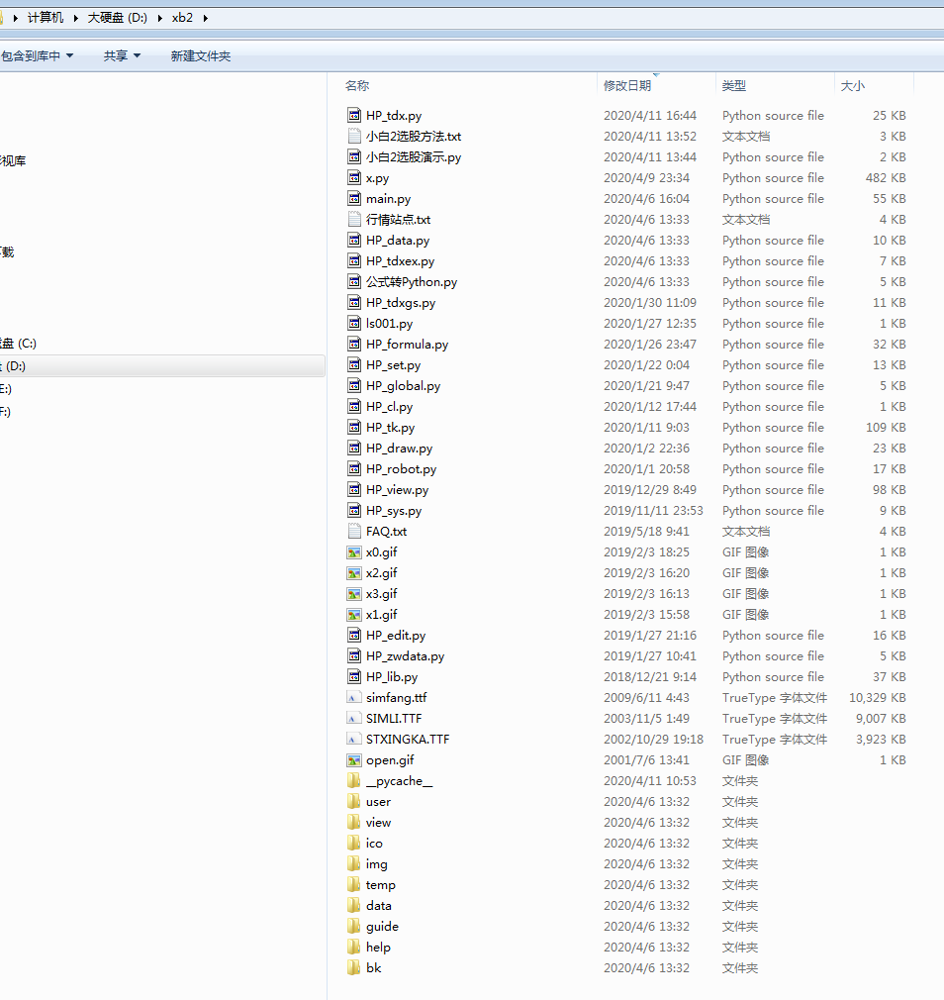 计算机 大硬盘 (D:) xb2
包含到库中 共享 新建文件夹
名称 修改日期 类型 大小
HP_tdx.py 2020/4/11 16:44 Python source file 25 KB
小白2选股方法.txt 2020/4/11 13:52 文本文档 3 KB
小白2选股演示.py 2020/4/11 13:44 Python source file 2 KB
视库
x.py 2020/4/9 23:34 Python source file 482 KB
main.py 2020/4/6 16:04 Python source file 55 KB
行情站点.txt 2020/4/6 13:33 文本文档 4 KB
HP_data.py 2020/4/6 13:33 Python source file 10 KB
载
HP_tdxex.py 2020/4/6 13:33 Python source file 7 KB
公式转Python.py 2020/4/6 13:33 Python source file 5 KB
HP_tdxgs.py 2020/1/30 11:09 Python source file 11 KB
ls001.py 2020/1/27 12:35 Python source file 1 KB
盘 (C:)
HP_formula.py 2020/1/26 23:47 Python source file 32 KB
(D:)
HP_set.py 2020/1/22 0:04 Python source file 13 KB
E:)
HP_global.py 2020/1/21 9:47 Python source file 5 KB
F:)
HP_cl.py 2020/1/12 17:44 Python source file 1 KB
HP_tk.py 2020/1/11 9:03 Python source file 109 KB
HP_draw.py 2020/1/2 22:36 Python source file 23 KB
HP_robot.py 2020/1/1 20:58 Python source file 17 KB
HP_view.py 2019/12/29 8:49 Python source file 98 KB
HP_sys.py 2019/11/11 23:53 Python source file 9 KB
FAQ.txt 2019/5/18 9:41 文本文档 4 KB
x0.gif 2019/2/3 18:25 GIF 图像 1 KB
x2.gif 2019/2/3 16:20 GIF 图像 1 KB
x3.gif 2019/2/3 16:13 GIF 图像 1 KB
x1.gif 2019/2/3 15:58 GIF 图像 1 KB
HP_edit.py 2019/1/27 21:16 Python source file 16 KB
HP_zwdata.py 2019/1/27 10:41 Python source file 5 KB
HP_lib.py 2018/12/21 9:14 Python source file 37 KB
simfang.ttf 2009/6/11 4:43 TrueType 字体文件 10,329 KB
SIMLI.TTF 2003/11/5 1:49 TrueType 字体文件 9,007 KB
STXINGKA.TTF 2002/10/29 19:18 TrueType 字体文件 3,923 KB
open.gif 2001/7/6 13:41 GIF 图像 1 KB
__pycache__ 2020/4/11 10:53 文件夹
user 2020/4/6 13:32 文件夹
view 2020/4/6 13:32 文件夹
ico 2020/4/6 13:32 文件夹
img 2020/4/6 13:32 文件夹
temp 2020/4/6 13:32 文件夹
data 2020/4/6 13:32 文件夹
guide 2020/4/6 13:32 文件夹
help 2020/4/6 13:32 文件夹
bk 2020/4/6 13:32 文件夹